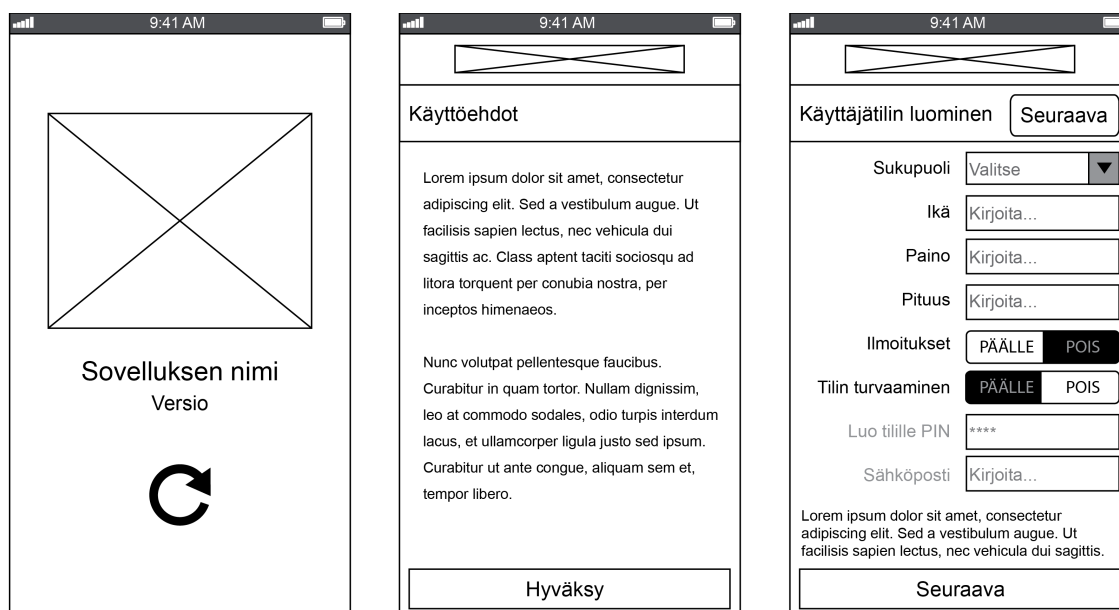 9:41 AM
Sovelluksen nimi
Versio
9:41 AM
Käyttöehdot
Lorem ipsum dolor sit amet, consectetur
adipiscing elit. Sed a vestibulum augue. Ut
facilisis sapien lectus, nec vehicula dui
sagittis ac. Class aptent taciti sociosqu ad
litora torquent per conubia nostra, per
inceptos himenaeos.
Nunc volutpat pellentesque faucibus.
Curabitur in quam tortor. Nullam dignissim,
leo at commodo sodales, odio turpis interdum
lacus, et ullamcorper ligula justo sed ipsum.
Curabitur ut ante congue, aliquam sem et,
tempor libero.
Hyväksy
9:41 AM
Käyttäjätilin luominen Seuraava
Sukupuoli Valitse
Ikä Kirjoita...
Paino Kirjoita...
Pituus Kirjoita...
Ilmoitukset PÄÄLLE POIS
Tilin turvaaminen PÄÄLLE POIS
Luo tilille PIN ****
Sähköposti Kirjoita...
Lorem ipsum dolor sit amet, consectetur
adipiscing elit. Sed a vestibulum augue. Ut
facilisis sapien lectus, nec vehicula dui sagittis.
Seuraava